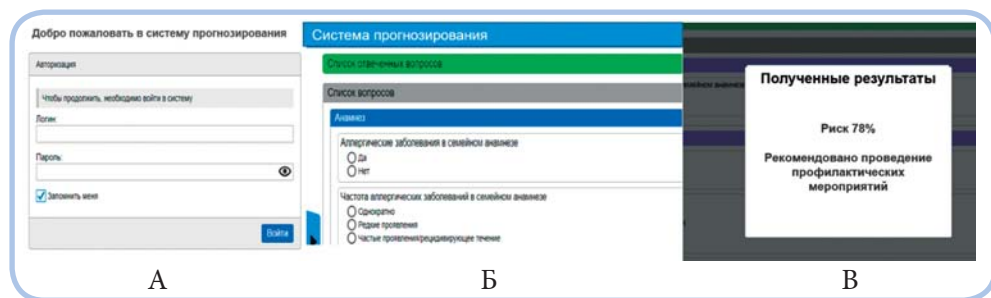 Добро пожаловать в систему прогнозирования
Авторизация
Чтобы продолжить, необходимо войти в систему
Логин:
Пароль:
Запомнить меня
Войти
А
Система прогнозирования
Список отвеченных вопросов
Список вопросов
Анамнез
Аллергические заболевания в семейном анамнезе
Да
Нет
Частота аллергических заболеваний в семейном анамнезе
Однократно
Редкие проявления
Частые проявления/рецидивирующее течение
Б
Полученные результаты
Риск 78%
Рекомендовано проведение
профилактических
мероприятий
В